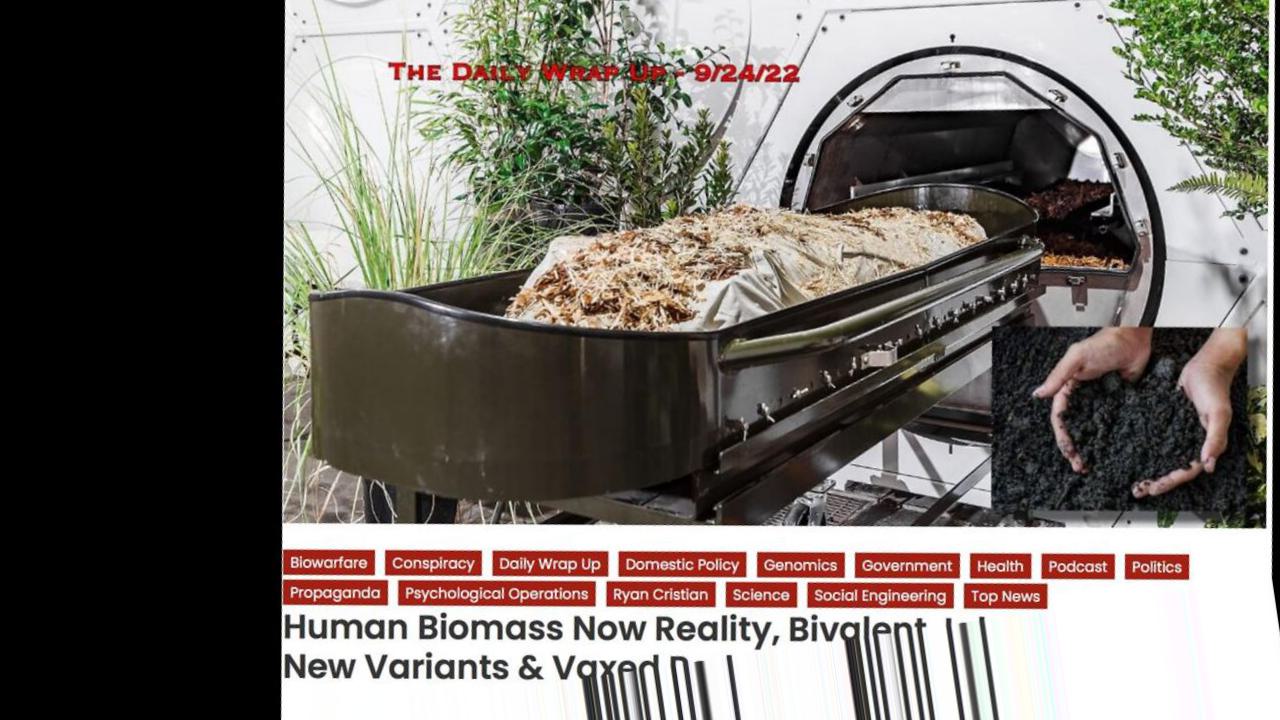 THE DAILY WRAP UP - 9/24/22
Biowarfare Conspiracy Daily Wrap Up Domestic Policy Genomics Government Health Podcast Politics
Propaganda Psychological Operations Ryan Cristian Science Social Engineering Top News
Human Biomass Now Reality, Bivalent
New Variants & Vaxed